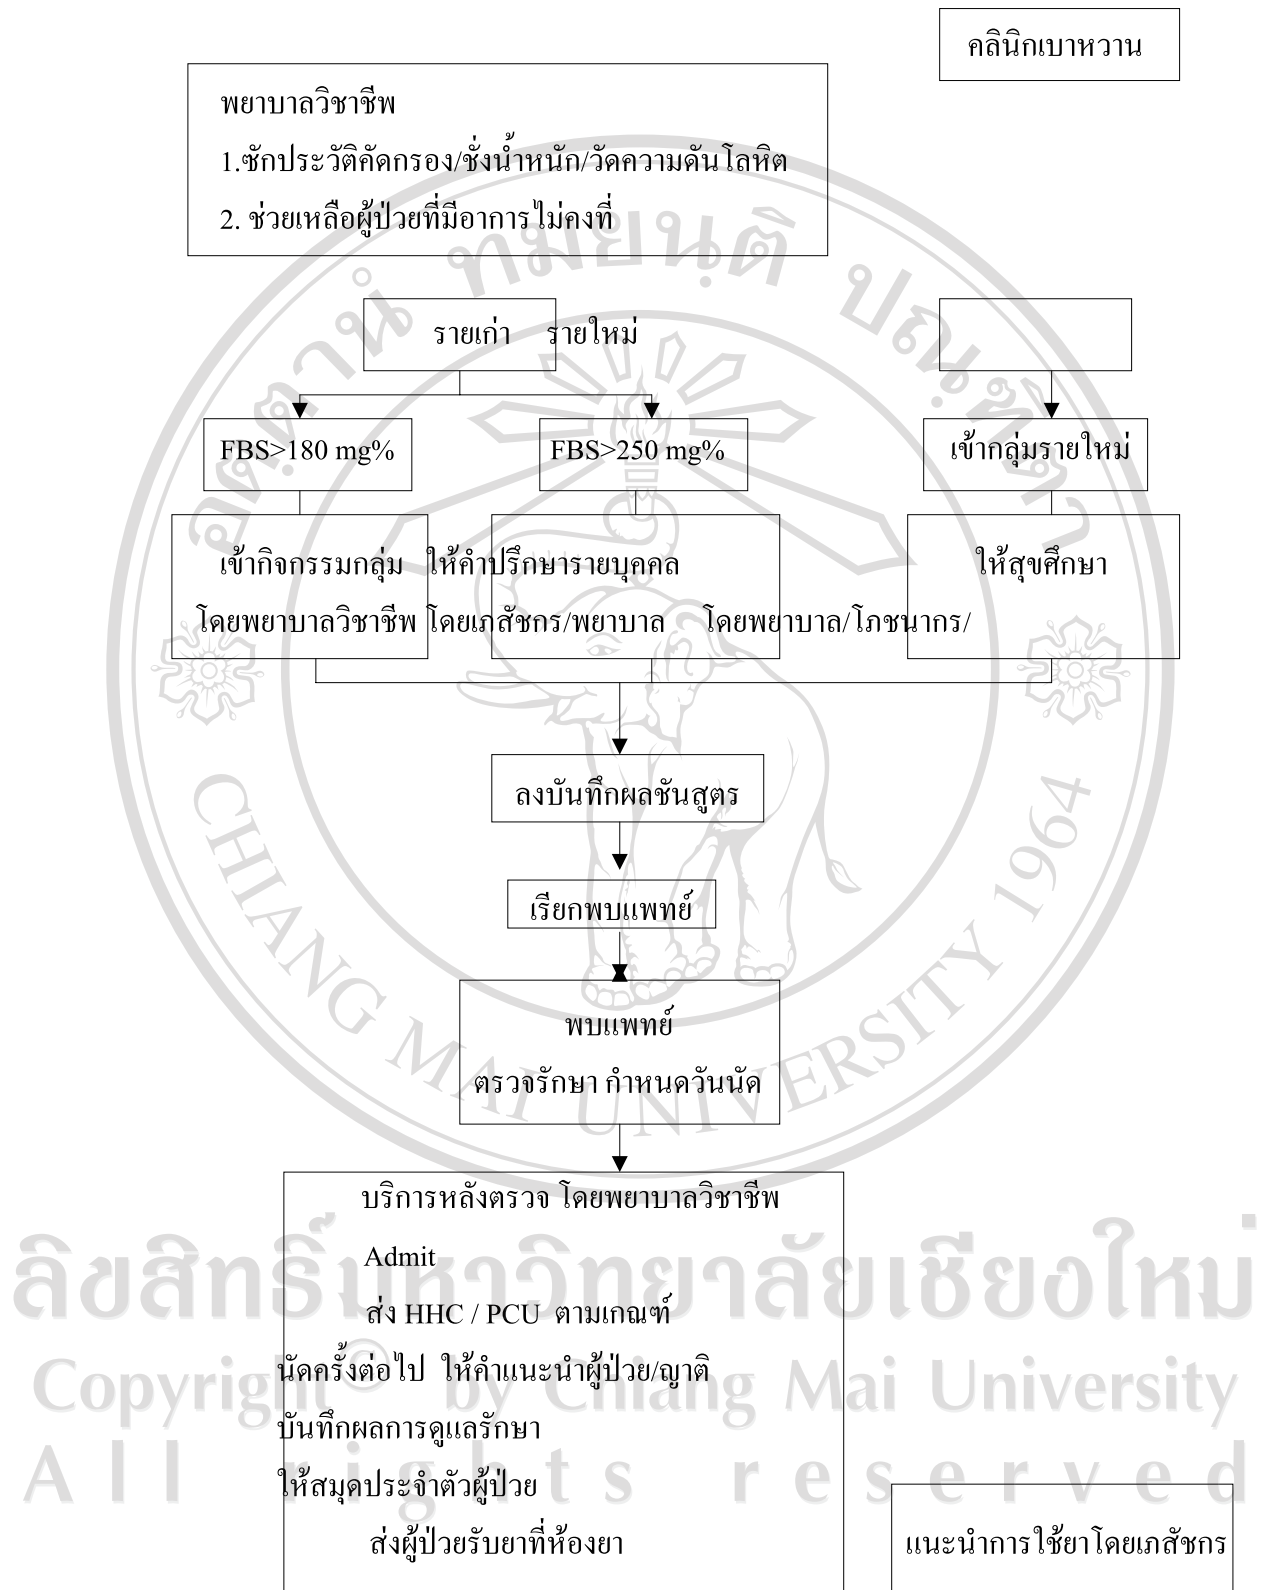 คลินิกเบาหวาน
พยาบาลวิชาชีพ
1.ซักประวัติคัดกรอง/ชั่งน้ำหนัก/วัดความดันโลหิต
2. ช่วยเหลือผู้ป่วยที่มีอาการไม่คงที่
รายเก่า รายใหม่
FBS>180 mg% FBS>250 mg% เข้ากลุ่มรายใหม่
เข้ากิจกรรมกลุ่ม ให้คำปรึกษารายบุคคล ให้สุขศึกษา
โดยพยาบาลวิชาชีพ โดยเภสัชกร/พยาบาล โดยพยาบาล/โภชนากร/
ลงบันทึกผลชันสูตร
เรียกพบแพทย์
พบแพทย์
ตรวจรักษา กำหนดวันนัด
บริการหลังตรวจ โดยพยาบาลวิชาชีพ
Admit
ส่ง HHC / PCU ตามเกณฑ์
นัดครั้งต่อไป ให้คำแนะนำผู้ป่วย/ญาติ
บันทึกผลการดูแลรักษา
ให้สมุดประจำตัวผู้ป่วย
ส่งผู้ป่วยรับยาที่ห้องยา
แนะนำการใช้ยาโดยเภสัชกร
อตฺตานํ ทมยนฺติ ปณฺฑิตา
CHIANG MAI UNIVERSITY 1964
ลิขสิทธิ์มหาวิทยาลัยเชียงใหม่
Copyright© by Chiang Mai University
All rights reserved